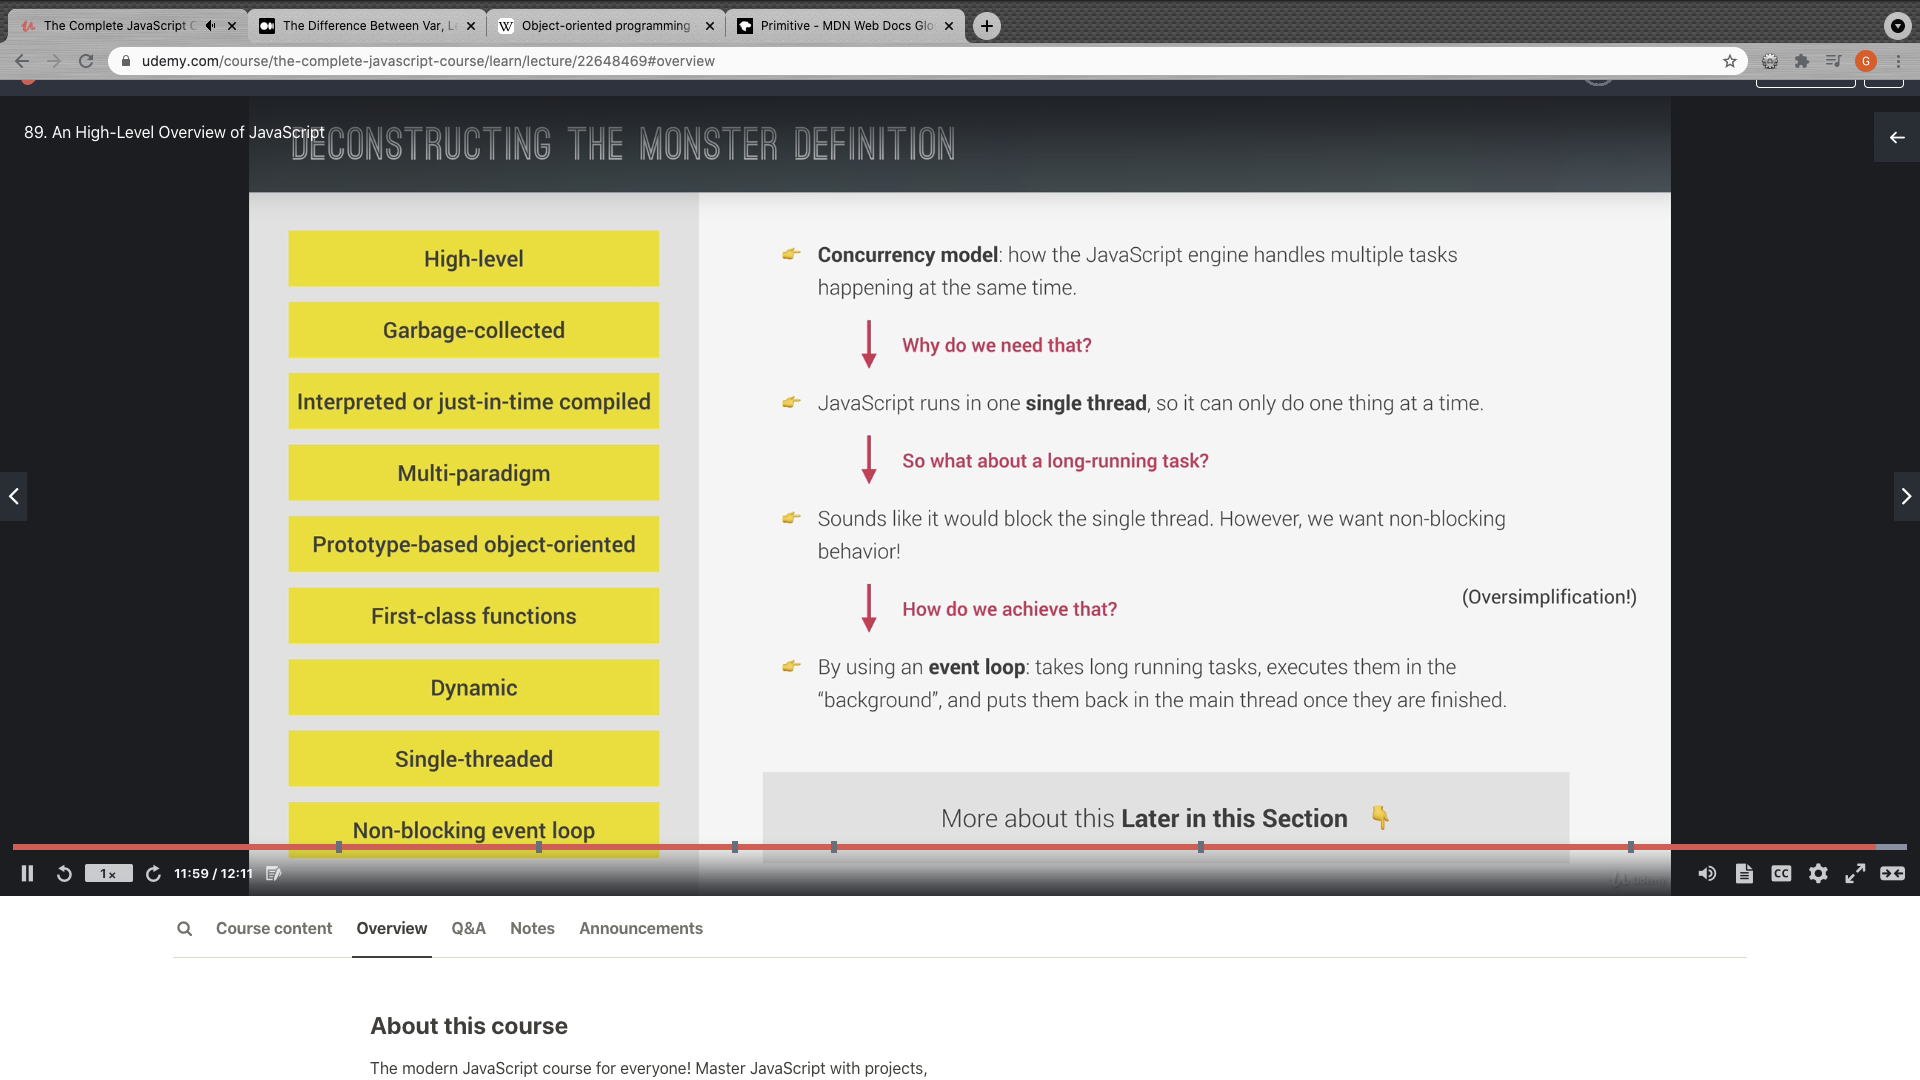 The Complete JavaScript C
The Difference Between Var, Le
Object-oriented programming
Primitive - MDN Web Docs Glo
udemy.com/course/the-complete-javascript-course/learn/lecture/22648469#overview
G
89. An High-Level Overview of JavaScript
DECONSTRUCTING THE MONSTER DEFINITION
High-level
Garbage-collected
Interpreted or just-in-time compiled
Multi-paradigm
Prototype-based object-oriented
First-class functions
Dynamic
Single-threaded
Non-blocking event loop
👉 Concurrency model: how the JavaScript engine handles multiple tasks
happening at the same time.
Why do we need that?
👉 JavaScript runs in one single thread, so it can only do one thing at a time.
So what about a long-running task?
👉 Sounds like it would block the single thread. However, we want non-blocking
behavior!
How do we achieve that?
(Oversimplification!)
👉 By using an event loop: takes long running tasks, executes them in the
“background”, and puts them back in the main thread once they are finished.
More about this Later in this Section 👇
1x
11:59 / 12:11
CC
Course content
Overview
Q&A
Notes
Announcements
About this course
The modern JavaScript course for everyone! Master JavaScript with projects,